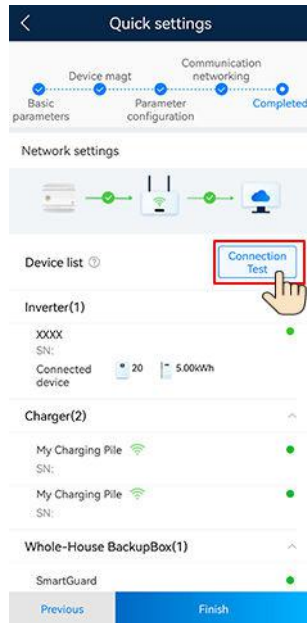 Quick settings
Communication
Device magt
networking
Basic
parameters
Parameter
configuration
Completed
Network settings
Device list
Connection
Test
Inverter(1)
XXXX
SN:
Connected
device
20
5.00kWh
Charger(2)
My Charging Pile
SN:
My Charging Pile
SN:
Whole-House BackupBox(1)
SmartGuard
Previous
Finish